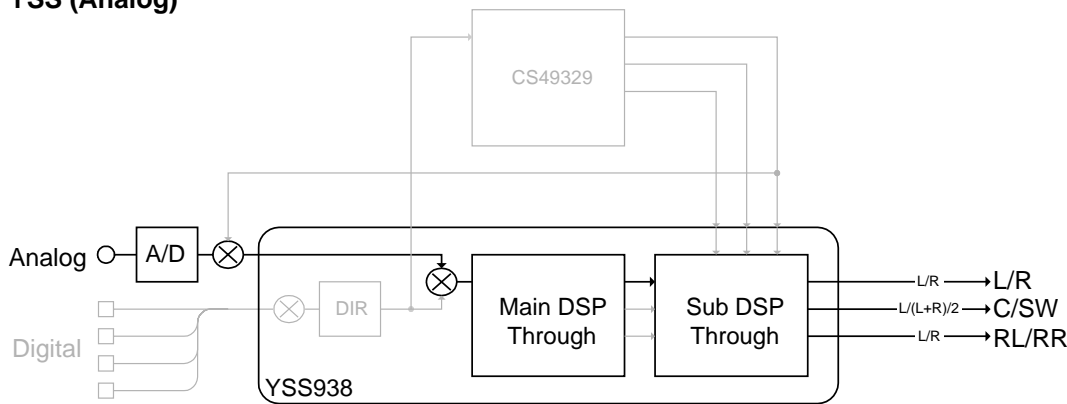 YSS (Analog)
CS49329
Analog
A/D
Digital
DIR
Main DSP
Through
Sub DSP
Through
L/R
L/R
L/(L+R)/2
C/SW
L/R
RL/RR
YSS938